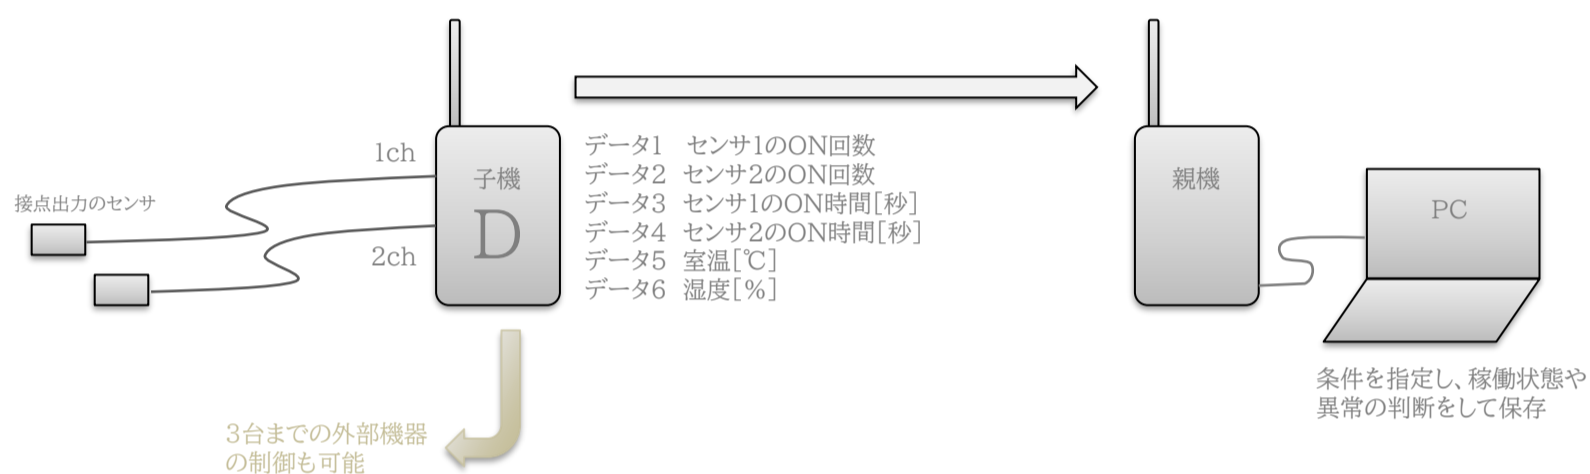 1ch
子機
D
接点出力のセンサ
2ch
データ1 センサ1のON回数
データ2 センサ2のON回数
データ3 センサ1のON時間[秒]
データ4 センサ2のON時間[秒]
データ5 室温[℃]
データ6 湿度[%]
親機
PC
条件を指定し、稼働状態や
異常の判断をして保存
3台までの外部機器
の制御も可能